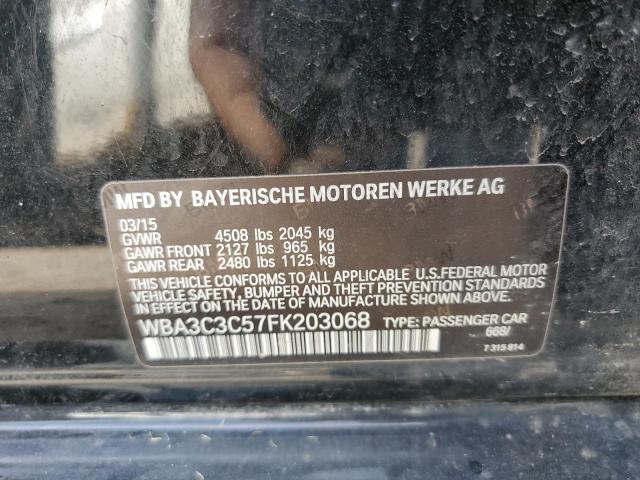 MFD BY BAYERISCHE MOTOREN WERKE AG
03/15
GVWR 4508 lbs 2045 kg
GAWR FRONT 2127 lbs 965 kg
GAWR REAR 2480 lbs 1125 kg
THIS VEHICLE CONFORMS TO ALL APPLICABLE U.S.FEDERAL MOTOR
VEHICLE SAFETY, BUMPER, AND THEFT PREVENTION STANDARDS
IN EFFECT ON THE DATE OF MANUFACTURE SHOWN ABOVE.
WBA3C3C57FK203068 TYPE: PASSENGER CAR
668/
7 315 814